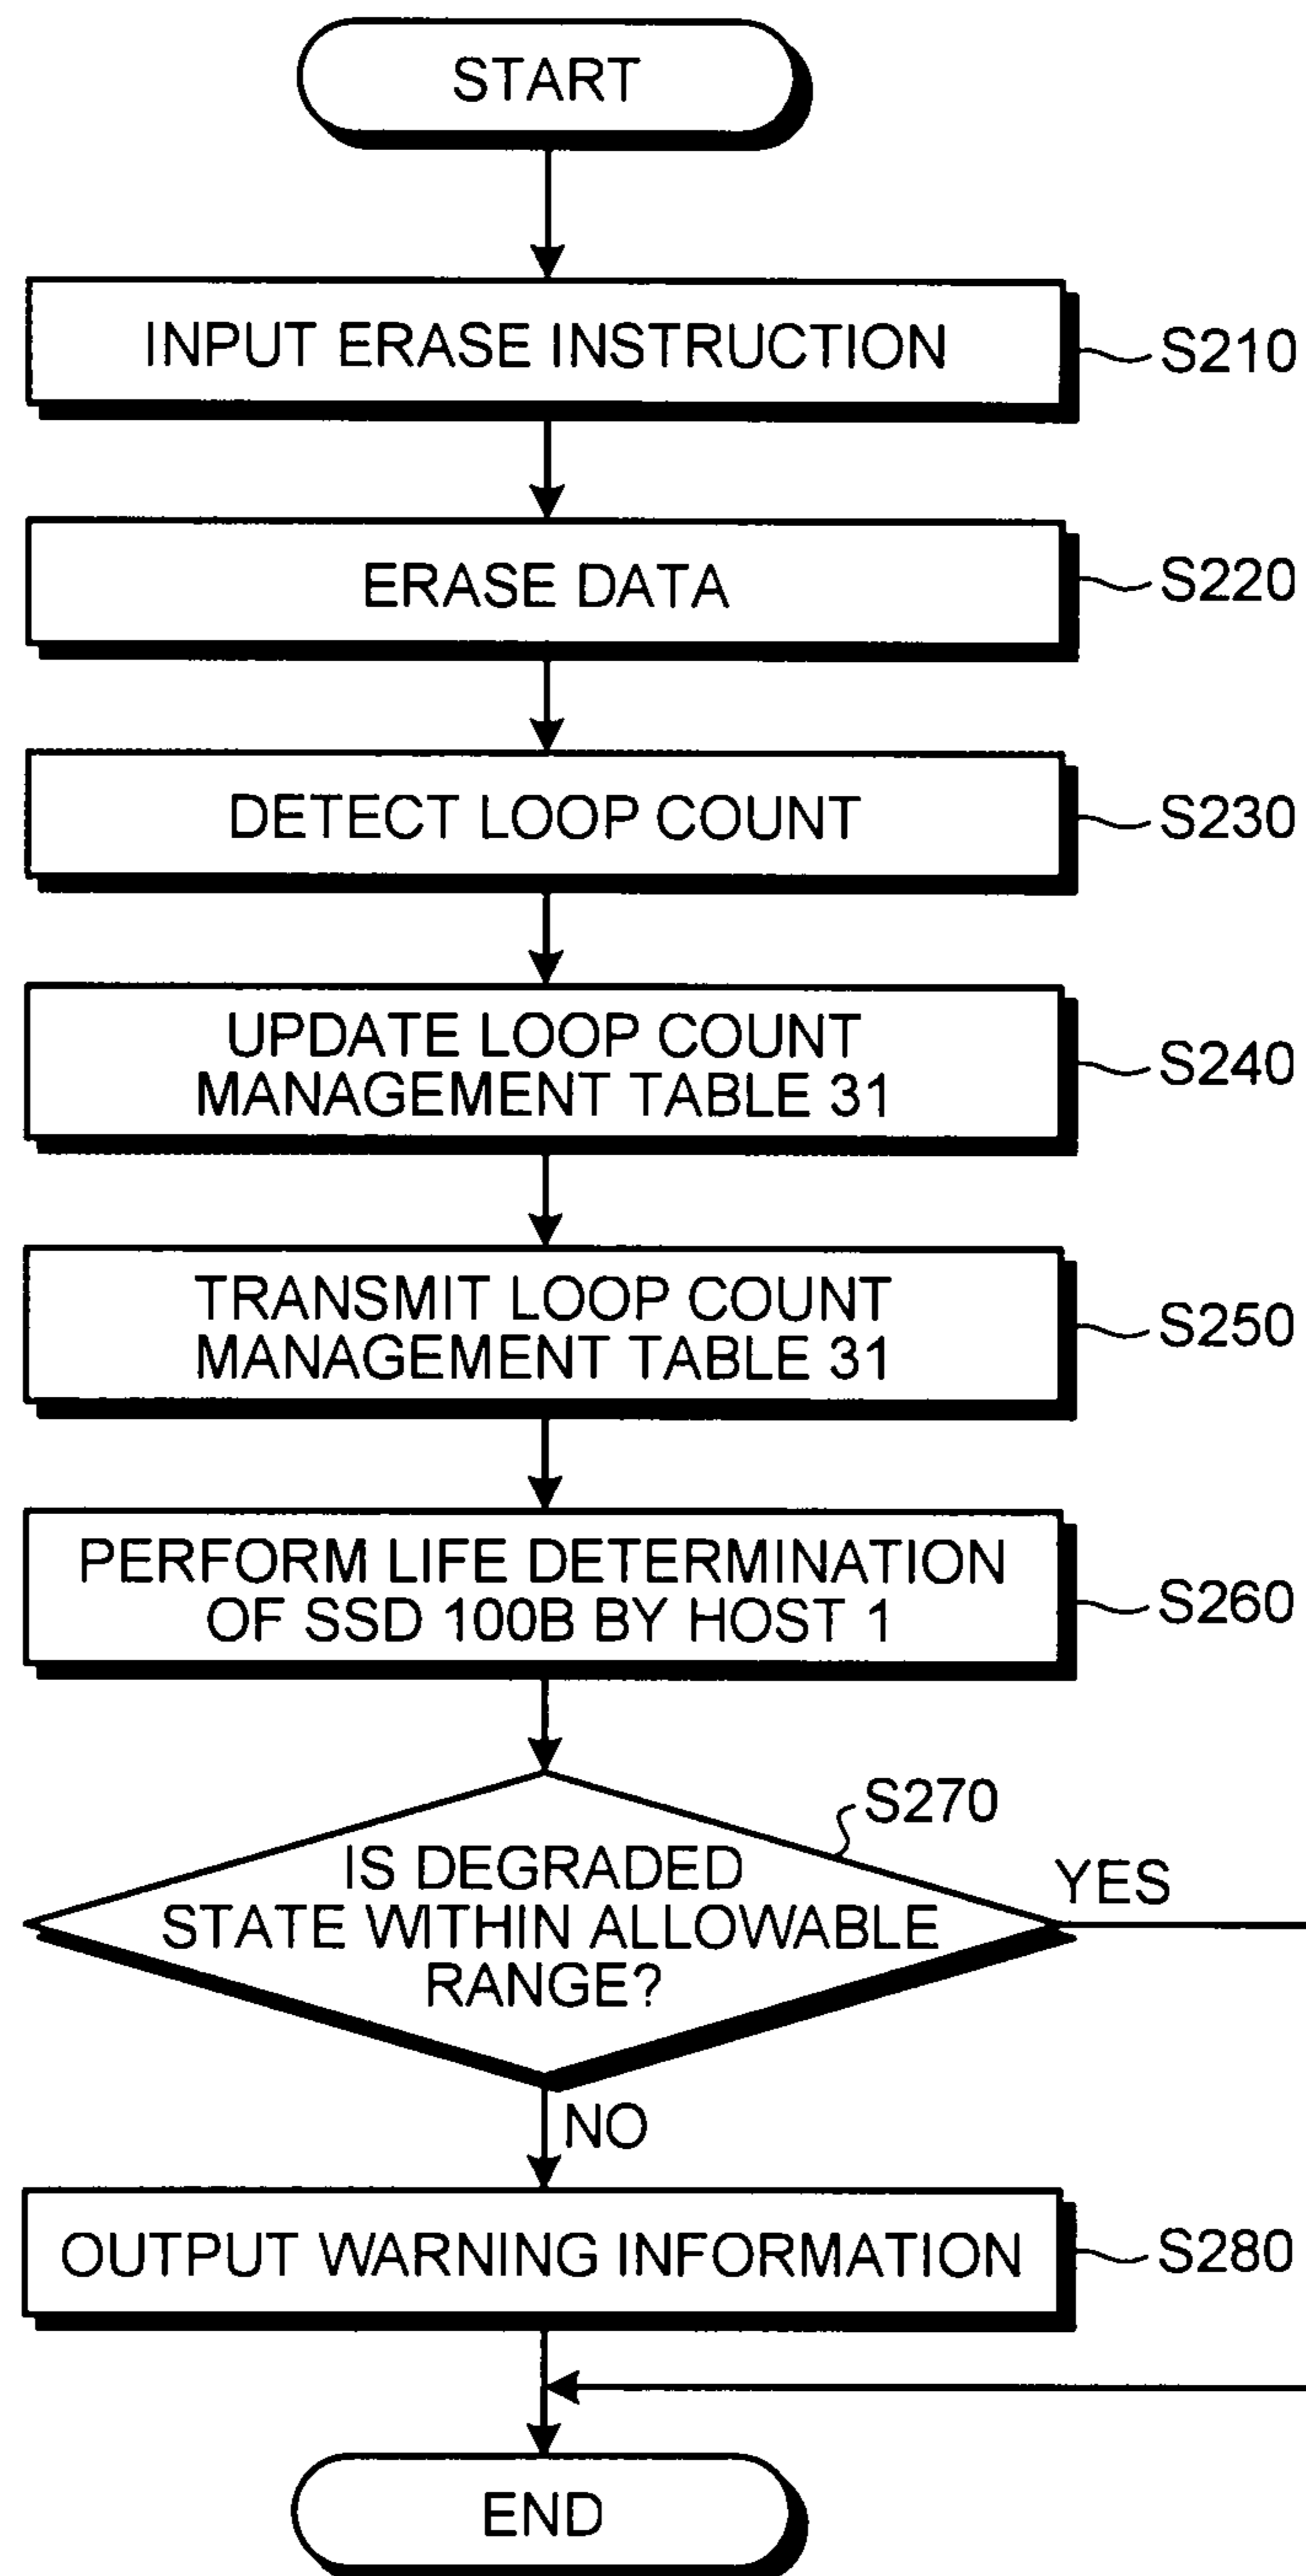 START
INPUT ERASE INSTRUCTION
S210
ERASE DATA
S220
DETECT LOOP COUNT
S230
UPDATE LOOP COUNT
MANAGEMENT TABLE 31
S240
TRANSMIT LOOP COUNT
MANAGEMENT TABLE 31
S250
PERFORM LIFE DETERMINATION
OF SSD 100B BY HOST 1
S260
S270
IS DEGRADED
STATE WITHIN ALLOWABLE
RANGE?
YES
NO
OUTPUT WARNING INFORMATION
S280
END